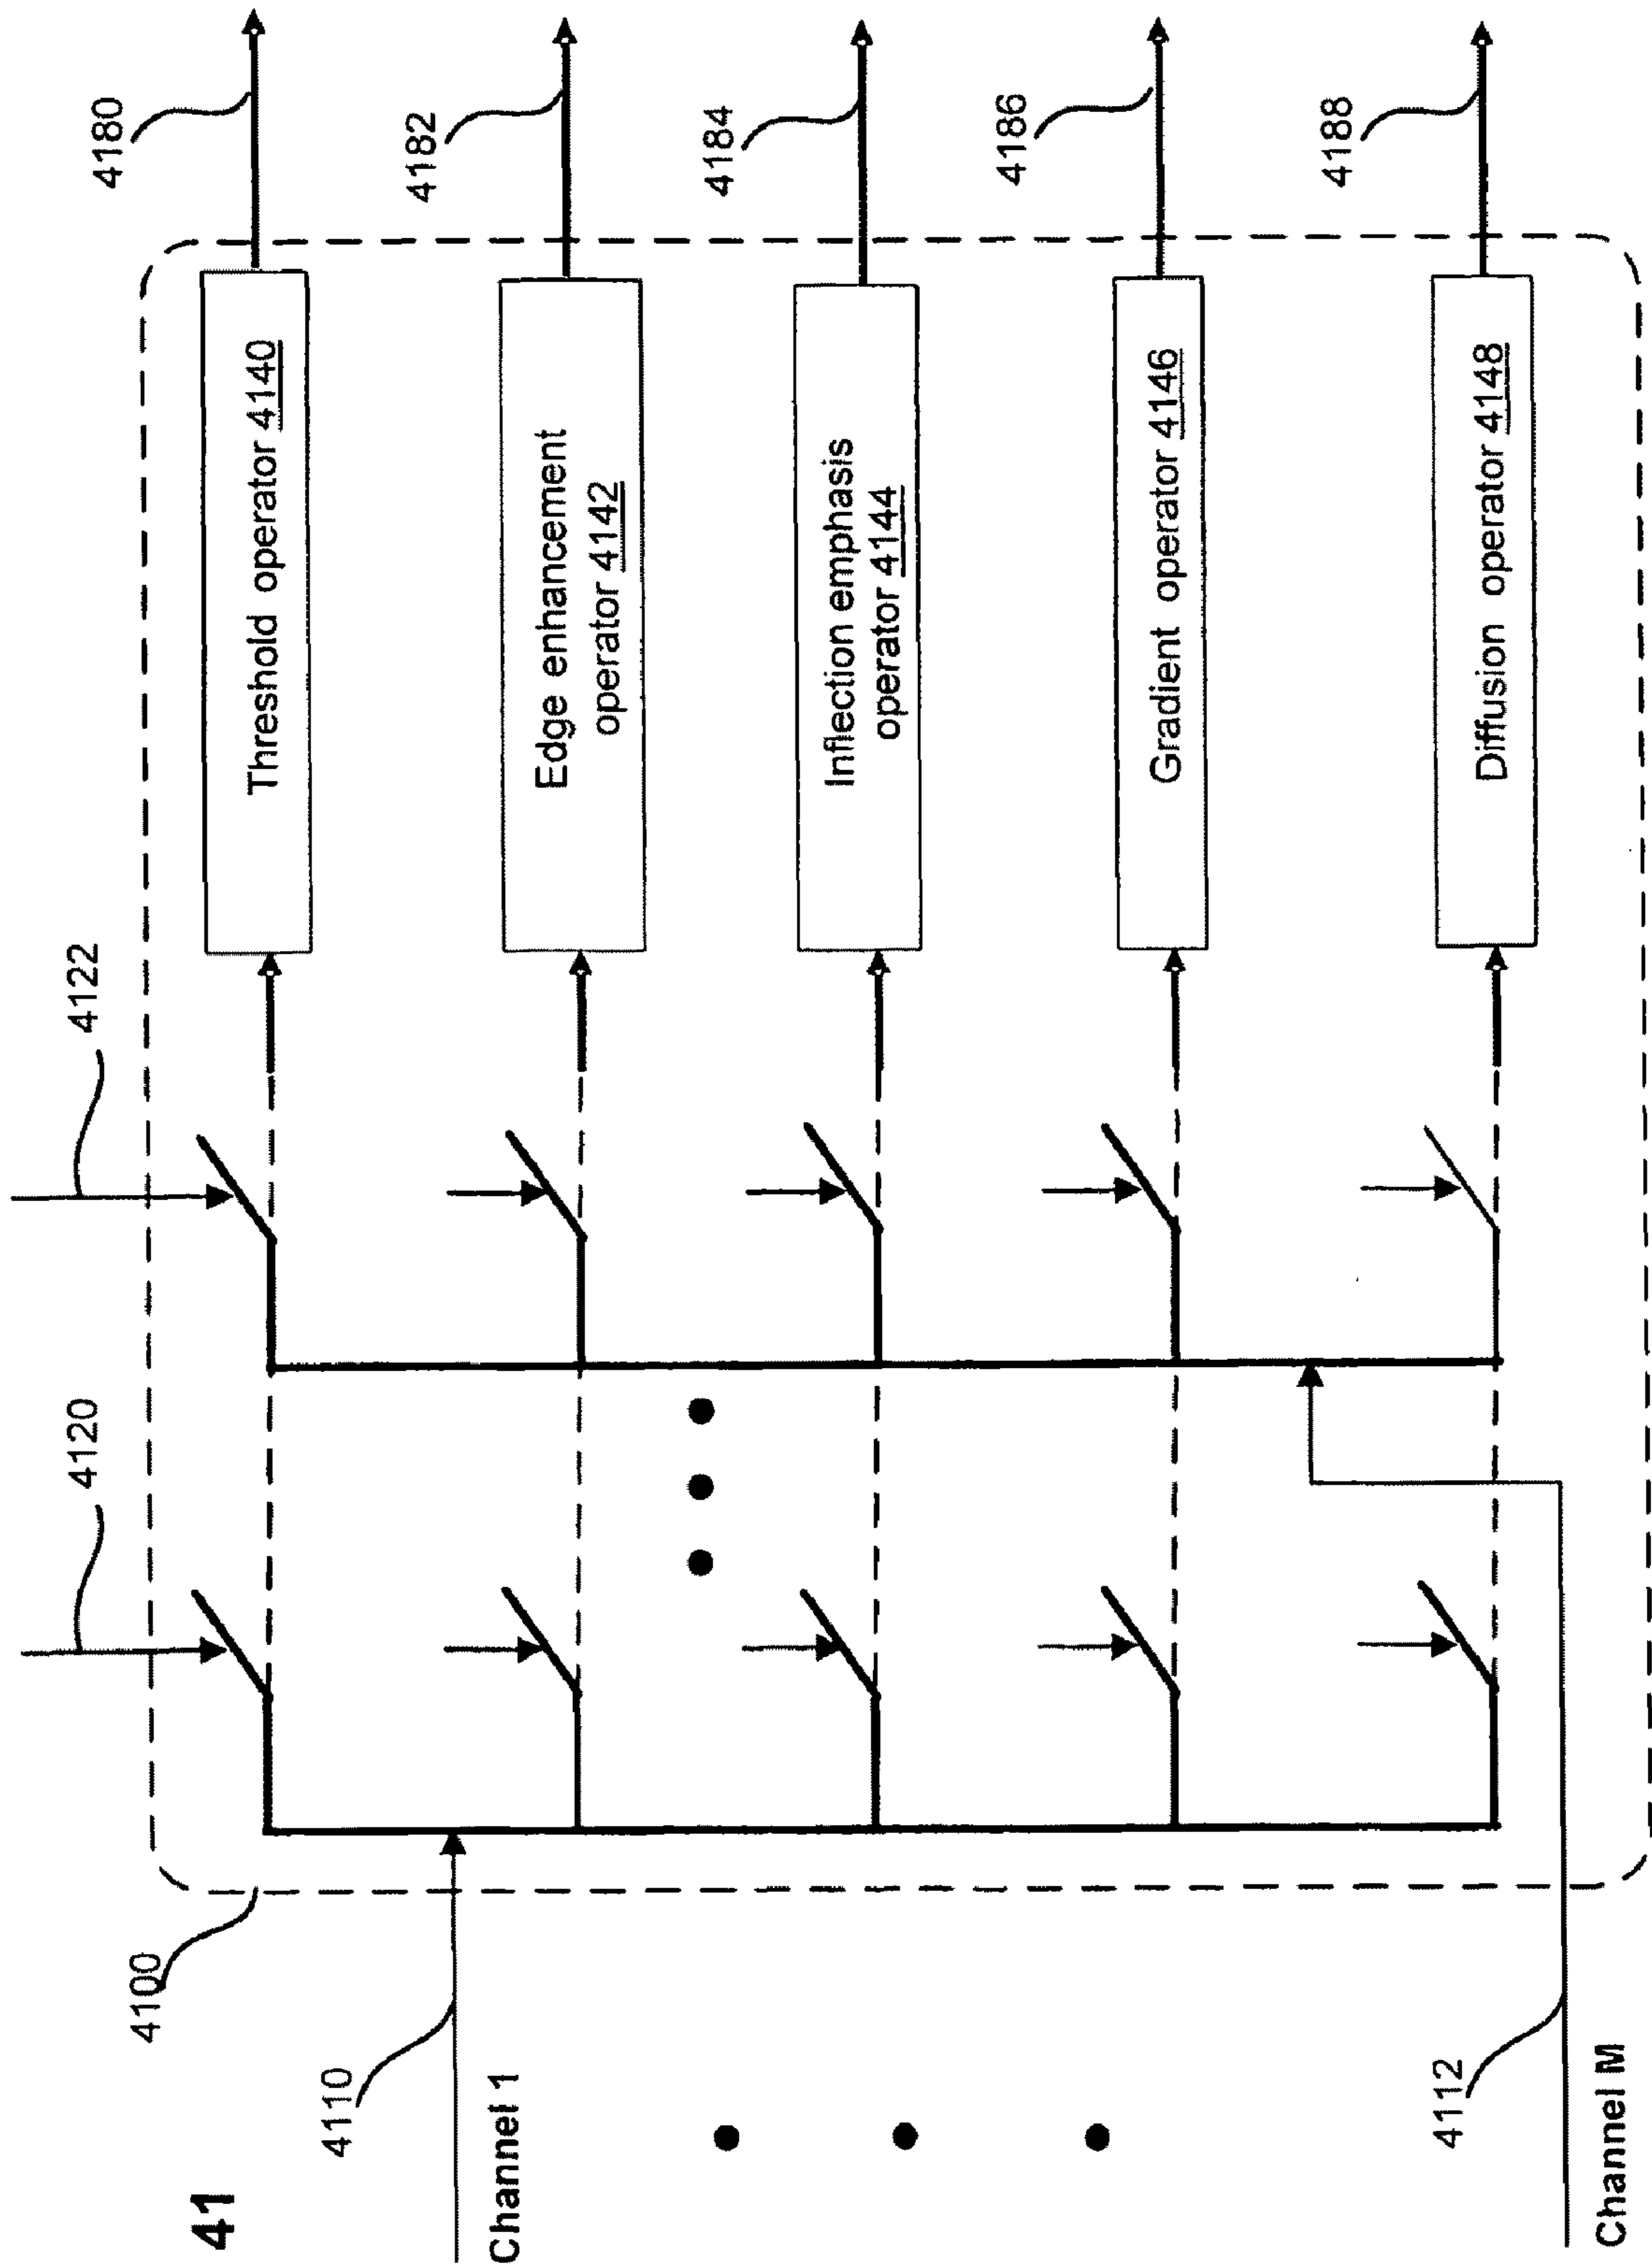 41
4100
4120
4122
4110
Channel 1
Threshold operator 4140
4180
Edge enhancement
operator 4142
4182
Inflection emphasis
operator 4144
4184
Gradient operator 4146
4186
Diffusion operator 4148
4188
4112
Channel M